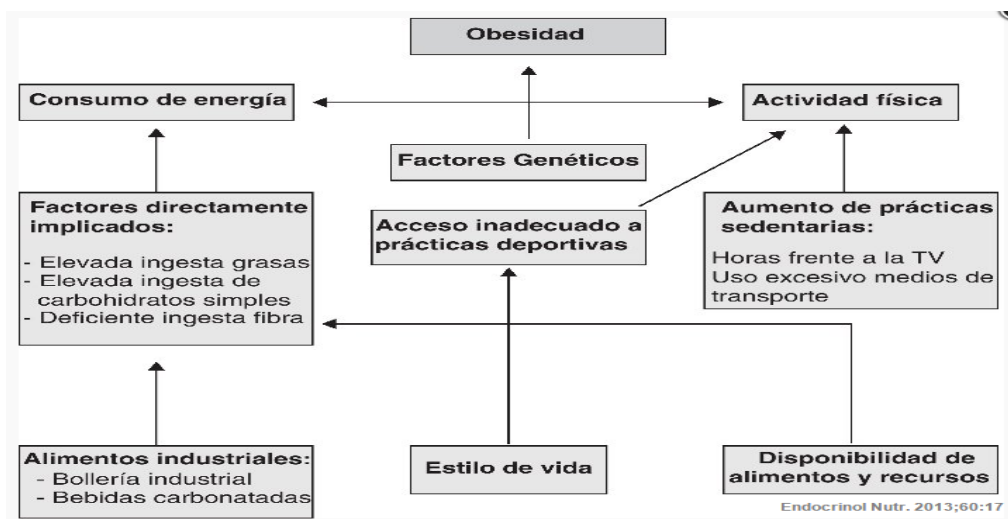 Obesidad
Consumo de energía
Actividad física
Factores Genéticos
Factores directamente
implicados:
- Elevada ingesta grasas
- Elevada ingesta de
carbohidratos simples
- Deficiente ingesta fibra
Acceso inadecuado a
prácticas deportivas
Aumento de prácticas
sedentarias:
Horas frente a la TV
Uso excesivo medios de
transporte
Alimentos industriales:
- Bollería industrial
- Bebidas carbonatadas
Estilo de vida
Disponibilidad de
alimentos y recursos
Endocrinol Nutr. 2013;60:17